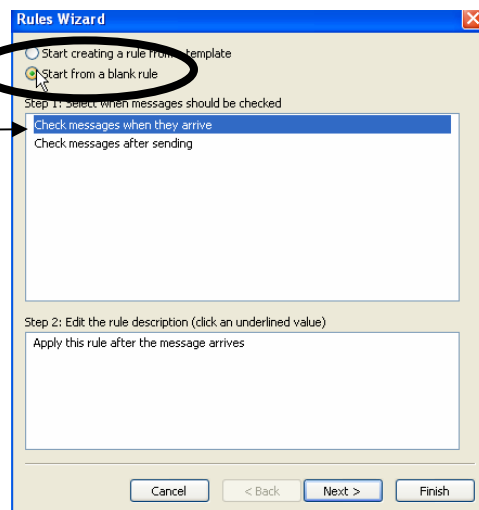 Rules Wizard
Start creating a rule from a template
Start from a blank rule
Step 1: Select when messages should be checked
Check messages when they arrive
Check messages after sending
Step 2: Edit the rule description (click an underlined value)
Apply this rule after the message arrives
Cancel
< Back
Next >
Finish